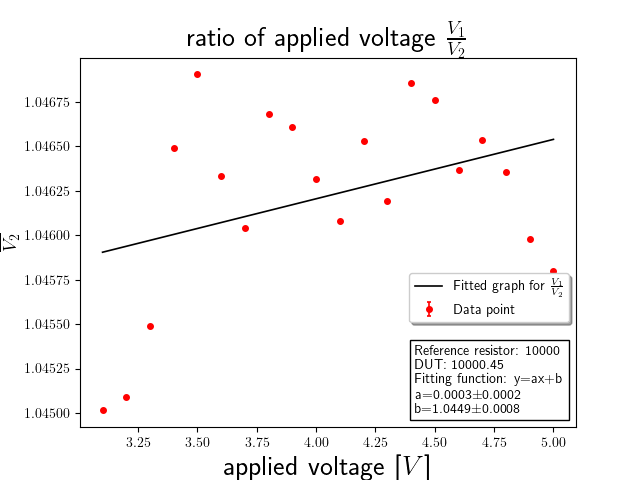 ratio of applied voltage V₁/V₂
V₂
1.04675
1.04650
1.04625
1.04600
1.04575
1.04550
1.04525
1.04500
Fitted graph for V₁/V₂
Data point
Reference resistor: 10000
DUT: 10000.45
Fitting function: y=ax+b
a=0.0003±0.0002
b=1.0449±0.0008
3.25 3.50 3.75 4.00 4.25 4.50 4.75 5.00
applied voltage [V]